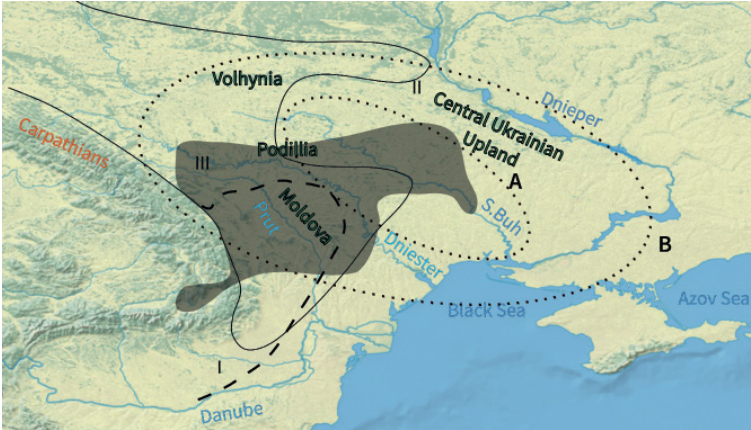 Volhynia
II
Dnieper
Central Ukrainian
Upland
Carpathians
Podillia
III
A
Moldova
Prut
S.Buh
Dniester
B
Black Sea
Azov Sea
I
Danube